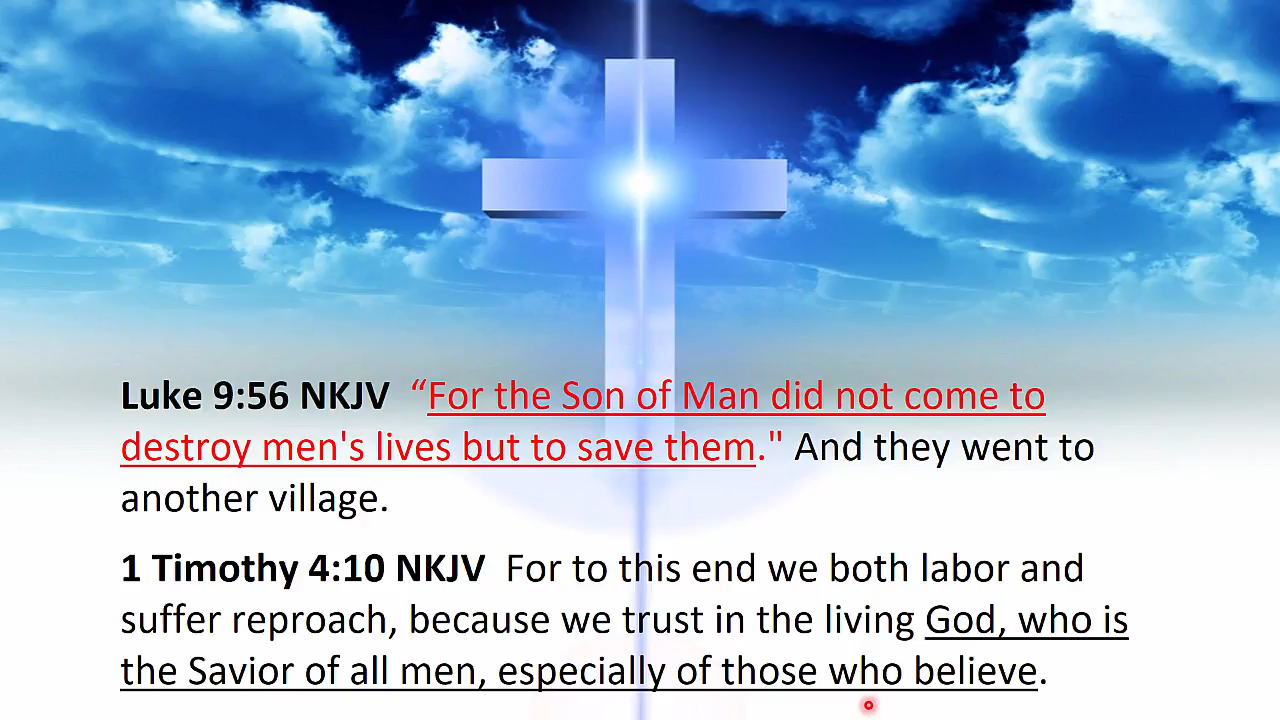 Luke 9:56 NKJV “For the Son of Man did not come to
destroy men's lives but to save them." And they went to
another village.
1 Timothy 4:10 NKJV For to this end we both labor and
suffer reproach, because we trust in the living God, who is
the Savior of all men, especially of those who believe.